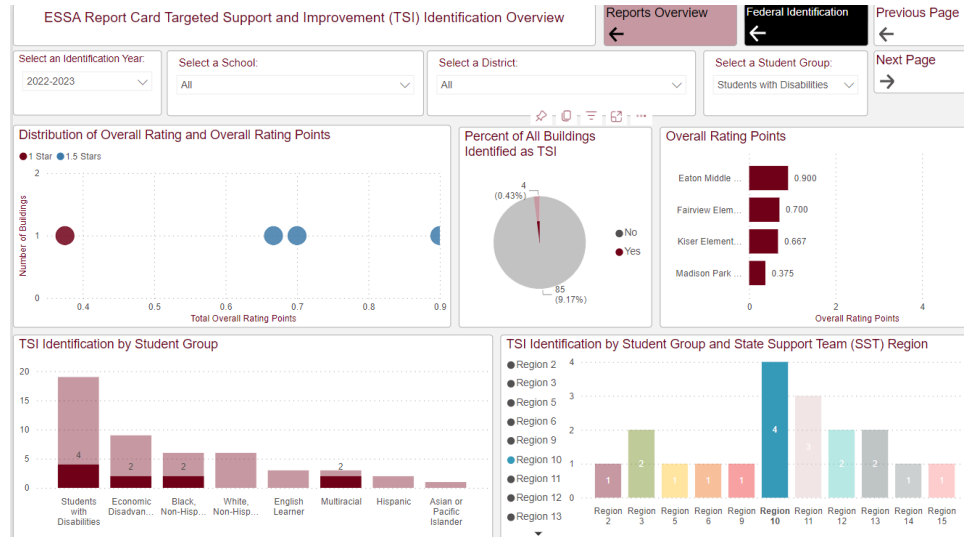 ESSA Report Card Targeted Support and Improvement (TSI) Identification Overview
Reports Overview
Federal Identification
Previous Page
Select an Identification Year:
2022-2023
Select a School:
All
Select a District:
All
Select a Student Group:
Students with Disabilities
Next Page
Distribution of Overall Rating and Overall Rating Points
1 Star 1.5 Stars
Number of Buildings
2
1
0
0.4 0.5 0.6 0.7 0.8 0.9
Total Overall Rating Points
Percent of All Buildings
Identified as TSI
4
(0.43%)
No
Yes
85
(9.17%)
Overall Rating Points
Eaton Middle ... 0.900
Fairview Elem... 0.700
Kiser Element... 0.667
Madison Park ... 0.375
0 2 4
Overall Rating Points
TSI Identification by Student Group
20
15
10
5
0
4 2 2 2
Students
with
Disabilities
Economic
Disadvan...
Black,
Non-Hisp...
White,
Non-Hisp...
English
Learner
Multiracial
Hispanic
Asian or
Pacific
Islander
TSI Identification by Student Group and State Support Team (SST) Region
Region 2
Region 3
Region 5
Region 6
Region 9
Region 10
Region 11
Region 12
Region 13
4
3
2
1
0
1 2 1 1 1 4 3 2 2 1 1
Region
2
Region
3
Region
5
Region
6
Region
9
Region
10
Region
11
Region
12
Region
13
Region
14
Region
15